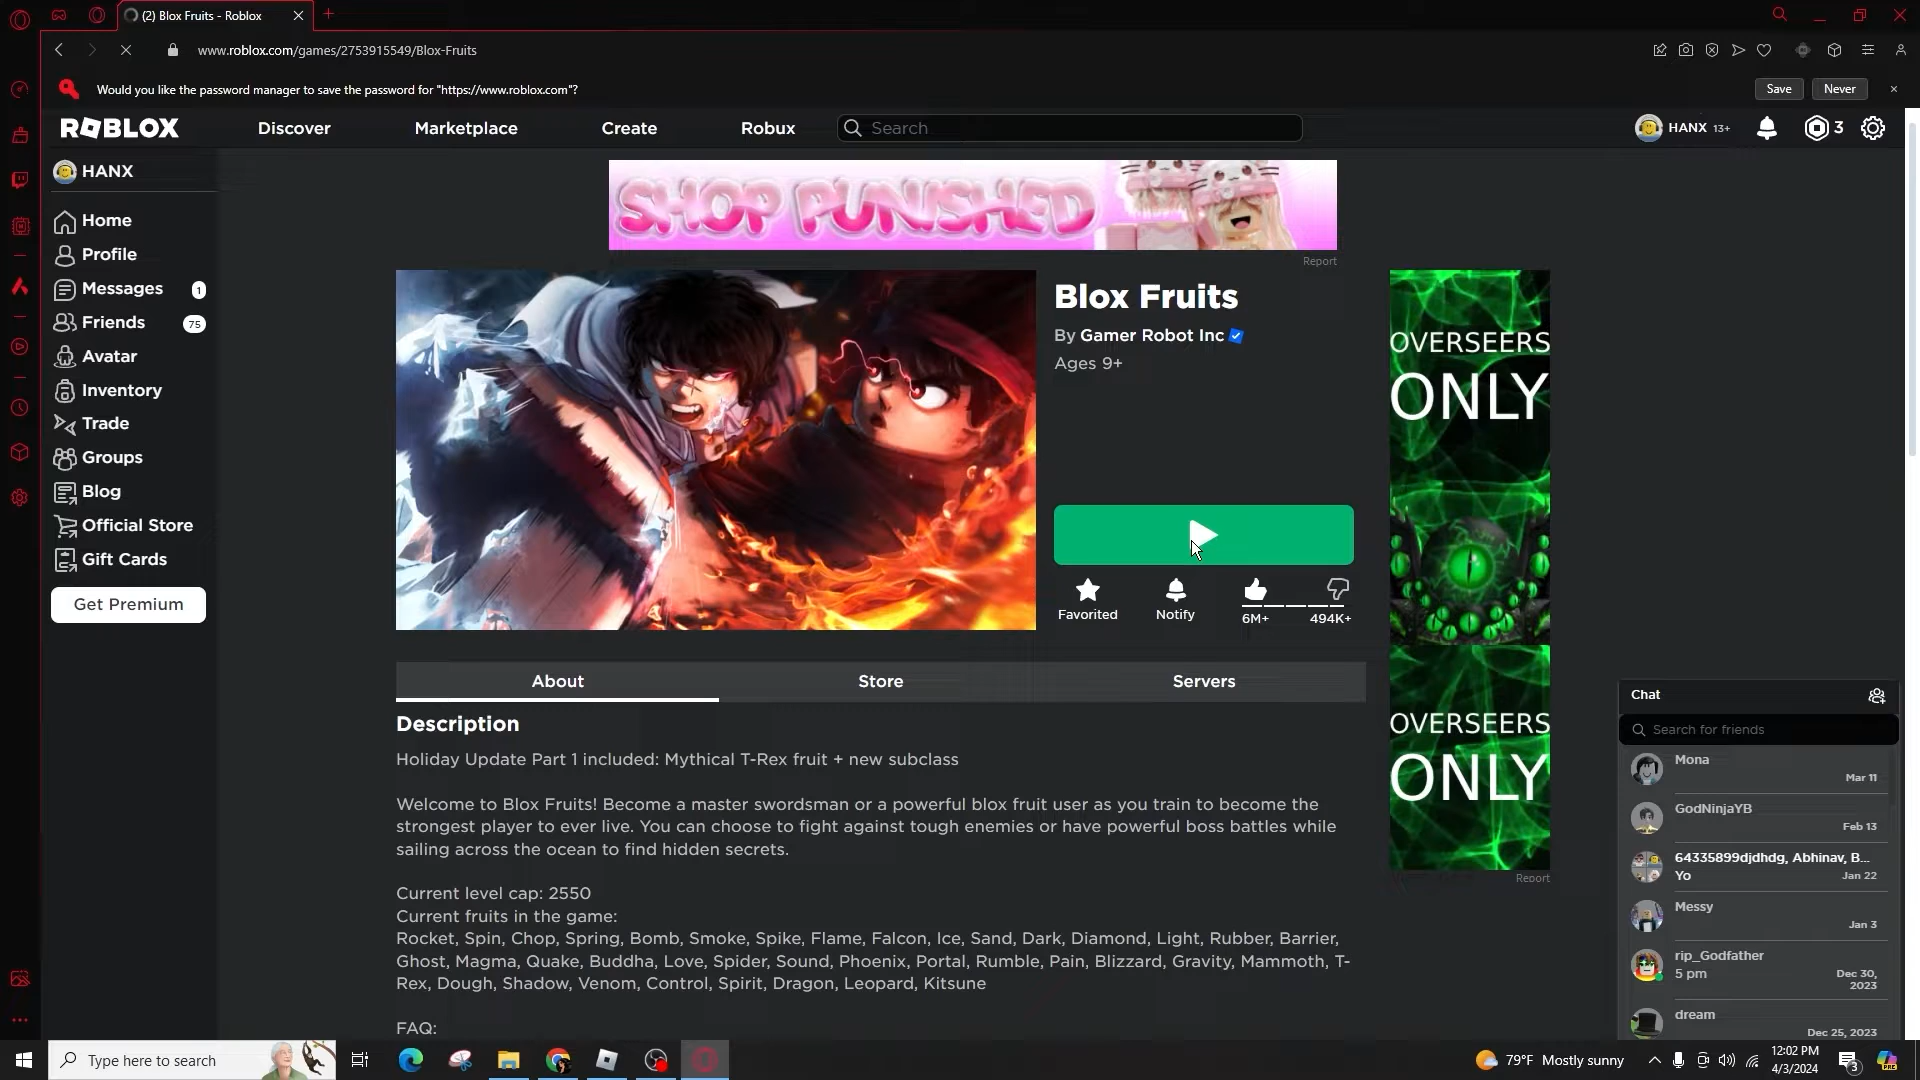 (2) Blox Fruits - Roblox
www.roblox.com/games/2753915549/Blox-Fruits
Would you like the password manager to save the password for "https://www.roblox.com"?
Save
Never
ROBLOX
Discover
Marketplace
Create
Robux
Search
HANX 13+
3
HANX
Home
Profile
Messages 1
Friends 75
Avatar
Inventory
Trade
Groups
Blog
Official Store
Gift Cards
Get Premium
SHOP PUNISHED
Report
Blox Fruits
By Gamer Robot Inc
Ages 9+
Favorited
Notify
6M+
494K+
OVERSEERS
ONLY
OVERSEERS
ONLY
Report
About
Store
Servers
Description
Holiday Update Part 1 included: Mythical T-Rex fruit + new subclass
Welcome to Blox Fruits! Become a master swordsman or a powerful blox fruit user as you train to become the
strongest player to ever live. You can choose to fight against tough enemies or have powerful boss battles while
sailing across the ocean to find hidden secrets.
Current level cap: 2550
Current fruits in the game:
Rocket, Spin, Chop, Spring, Bomb, Smoke, Spike, Flame, Falcon, Ice, Sand, Dark, Diamond, Light, Rubber, Barrier,
Ghost, Magma, Quake, Buddha, Love, Spider, Sound, Phoenix, Portal, Rumble, Pain, Blizzard, Gravity, Mammoth, T-
Rex, Dough, Shadow, Venom, Control, Spirit, Dragon, Leopard, Kitsune
FAQ:
Chat
Search for friends
Mona
Mar 11
GodNinjaYB
Feb 13
64335899djdhdg, Abhinav, B...
Yo
Jan 22
Messy
Jan 3
rip_Godfather
5 pm
Dec 30,
2023
dream
Dec 25, 2023
Type here to search
79°F Mostly sunny
12:02 PM
4/3/2024
3
PRE